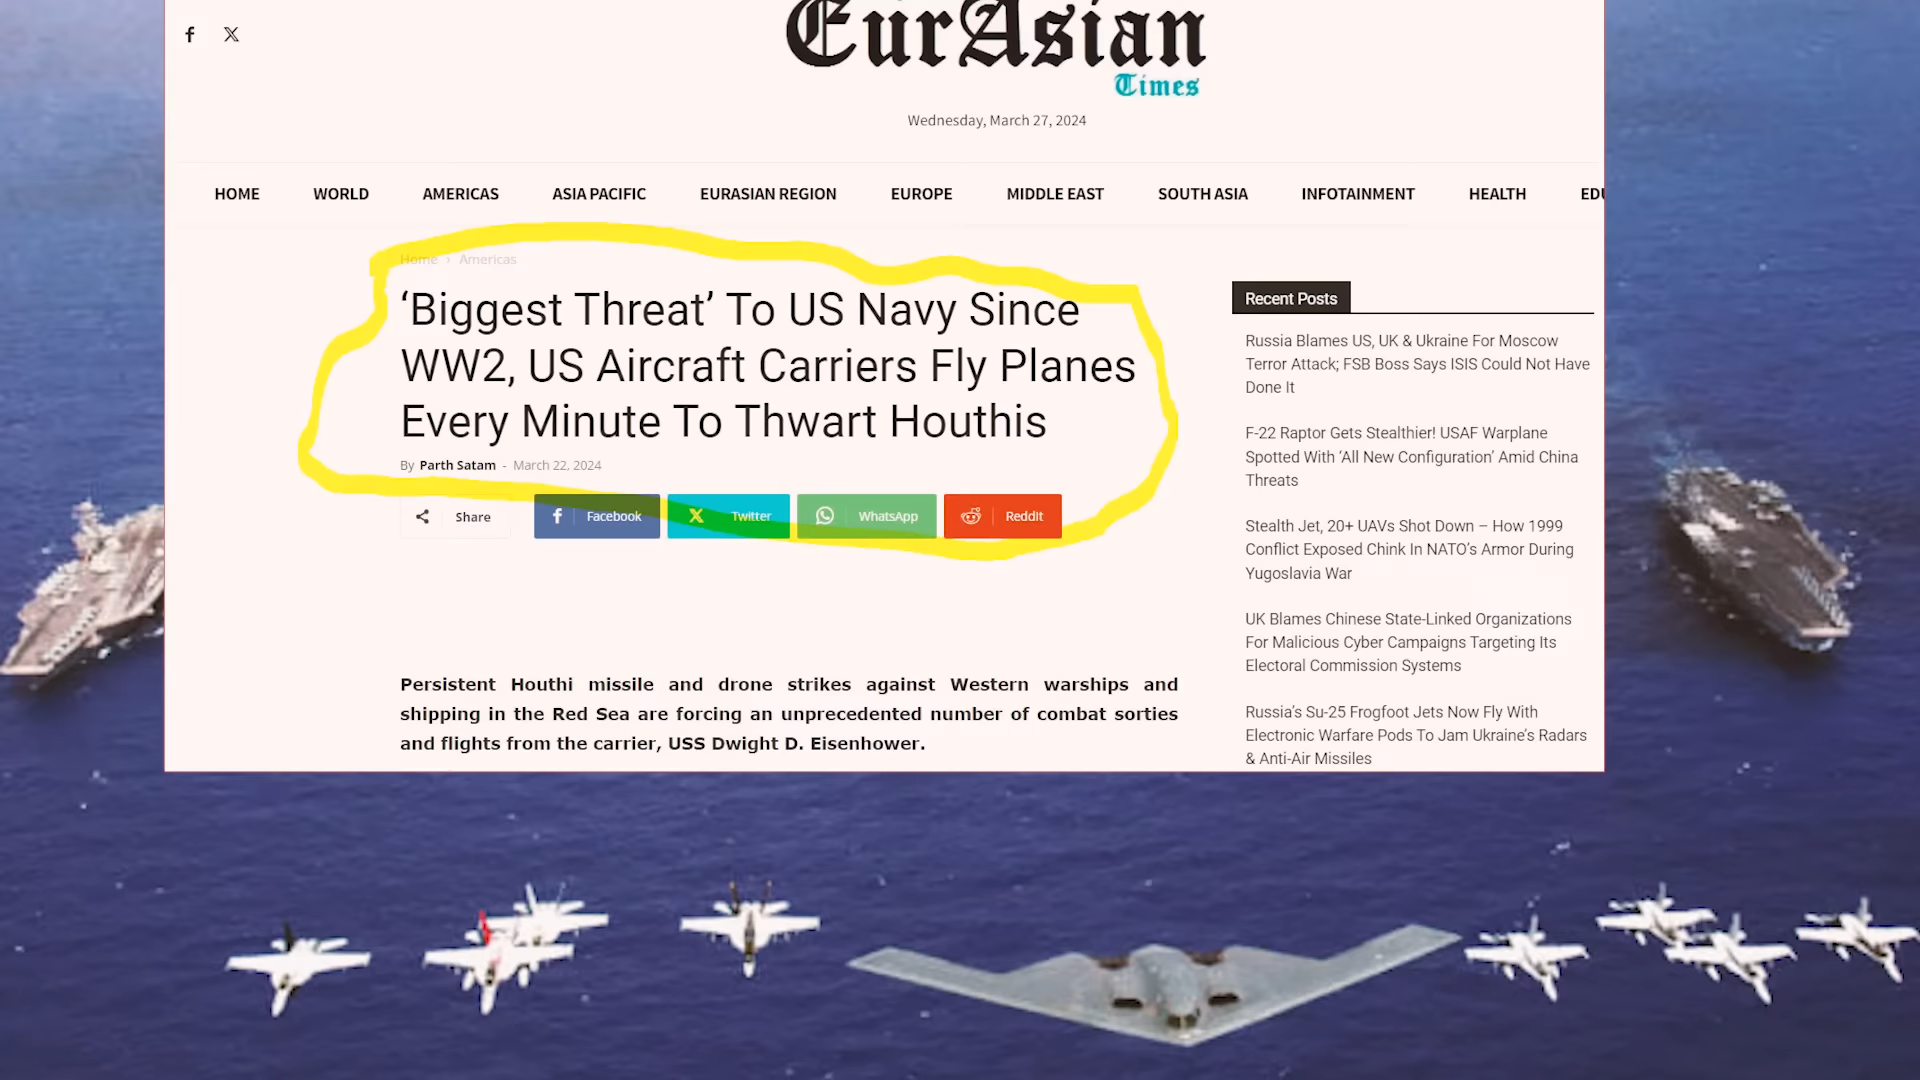 EurAsian
Times
Wednesday, March 27, 2024
HOME WORLD AMERICAS ASIA PACIFIC EURASIAN REGION EUROPE MIDDLE EAST SOUTH ASIA INFOTAINMENT HEALTH EDU
Home › Americas
‘Biggest Threat’ To US Navy Since
WW2, US Aircraft Carriers Fly Planes
Every Minute To Thwart Houthis
By Parth Satam - March 22, 2024
Share Facebook Twitter WhatsApp ReddIt
Persistent Houthi missile and drone strikes against Western warships and
shipping in the Red Sea are forcing an unprecedented number of combat sorties
and flights from the carrier, USS Dwight D. Eisenhower.
Recent Posts
Russia Blames US, UK & Ukraine For Moscow
Terror Attack; FSB Boss Says ISIS Could Not Have
Done It
F-22 Raptor Gets Stealthier! USAF Warplane
Spotted With ‘All New Configuration’ Amid China
Threats
Stealth Jet, 20+ UAVs Shot Down – How 1999
Conflict Exposed Chink In NATO’s Armor During
Yugoslavia War
UK Blames Chinese State-Linked Organizations
For Malicious Cyber Campaigns Targeting Its
Electoral Commission Systems
Russia’s Su-25 Frogfoot Jets Now Fly With
Electronic Warfare Pods To Jam Ukraine’s Radars
& Anti-Air Missiles